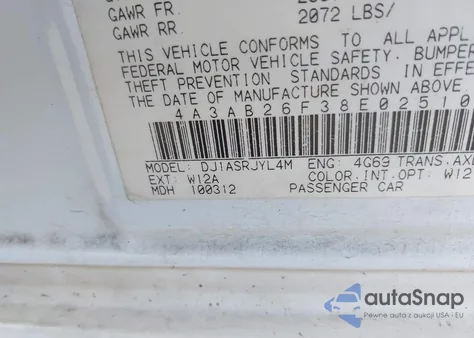 GAWR FR.
GAWR RR. 2072 LBS/
THIS VEHICLE CONFORMS TO ALL APPL
FEDERAL MOTOR VEHICLE SAFETY. BUMPER
THEFT PREVENTION STANDARDS IN EFFE
THE DATE OF MANUFACTURE SHOWN ABOVE
4A3AB26F38E02510
MODEL: DJ1ASRJYL4M ENG: 4G69 TRANS.AXL
EXT: W12A COLOR.INT.OPT: W12
MDH 100312 PASSENGER CAR
autoSnap
Pewne auta z aukcji USA - EU